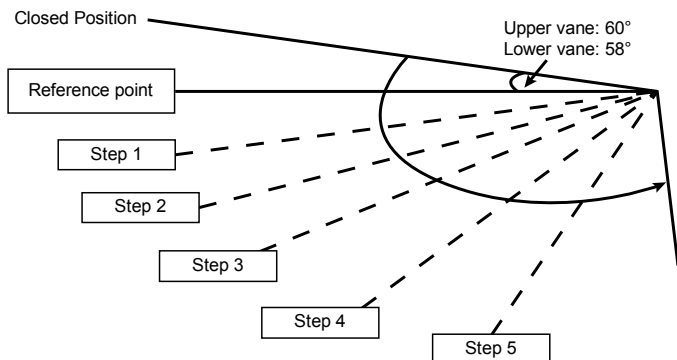 Closed Position
Upper vane: 60°
Lower vane: 58°
Reference point
Step 1
Step 2
Step 3
Step 4
Step 5